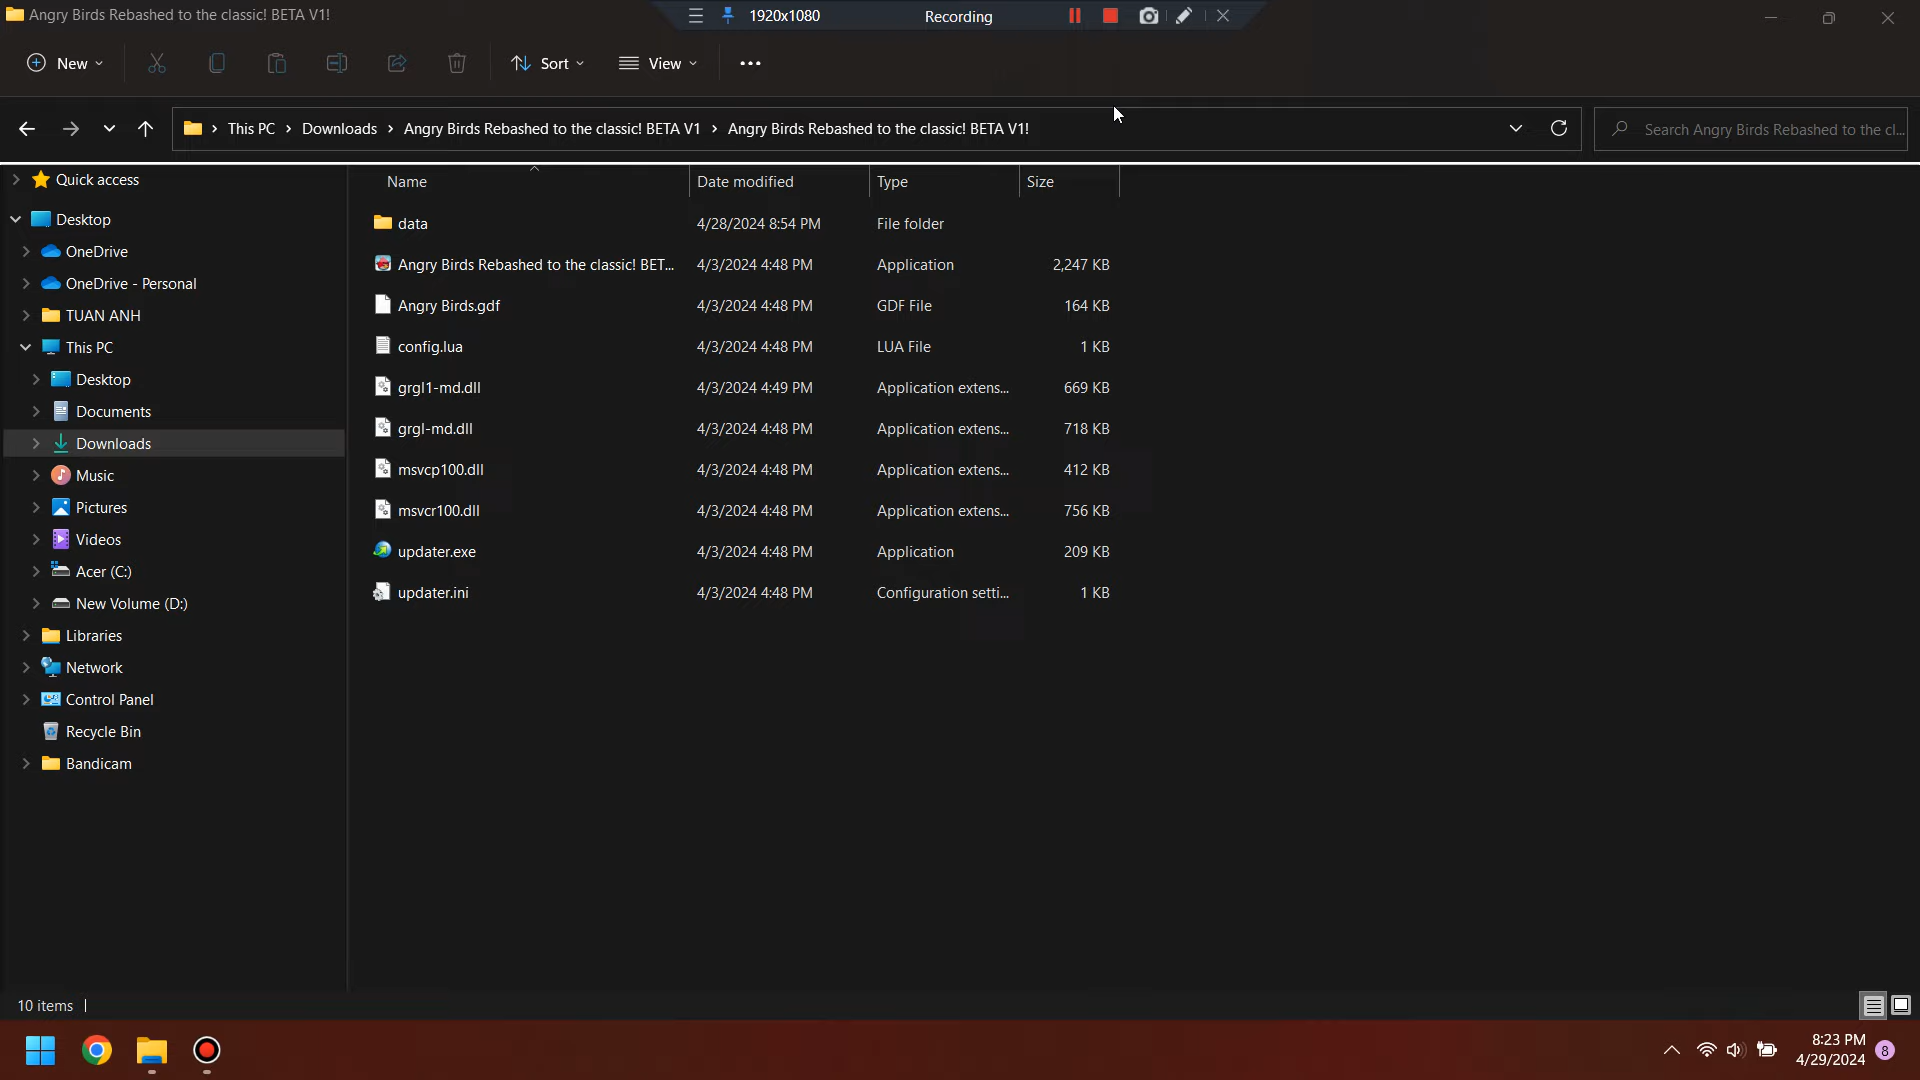 Angry Birds Rebashed to the classic! BETA V1!
1920x1080 Recording
New Sort View
This PC > Downloads > Angry Birds Rebashed to the classic! BETA V1 > Angry Birds Rebashed to the classic! BETA V1!
Search Angry Birds Rebashed to the cl...
Quick access
Desktop
OneDrive
OneDrive - Personal
TUAN ANH
This PC
Desktop
Documents
Downloads
Music
Pictures
Videos
Acer (C:)
New Volume (D:)
Libraries
Network
Control Panel
Recycle Bin
Bandicam
Name Date modified Type Size
data 4/28/2024 8:54 PM File folder
Angry Birds Rebashed to the classic! BET... 4/3/2024 4:48 PM Application 2,247 KB
Angry Birds.gdf 4/3/2024 4:48 PM GDF File 164 KB
config.lua 4/3/2024 4:48 PM LUA File 1 KB
grgl1-md.dll 4/3/2024 4:49 PM Application extens... 669 KB
grgl-md.dll 4/3/2024 4:48 PM Application extens... 718 KB
msvcp100.dll 4/3/2024 4:48 PM Application extens... 412 KB
msvcr100.dll 4/3/2024 4:48 PM Application extens... 756 KB
updater.exe 4/3/2024 4:48 PM Application 209 KB
updater.ini 4/3/2024 4:48 PM Configuration setti... 1 KB
10 items
8:23 PM
4/29/2024
8